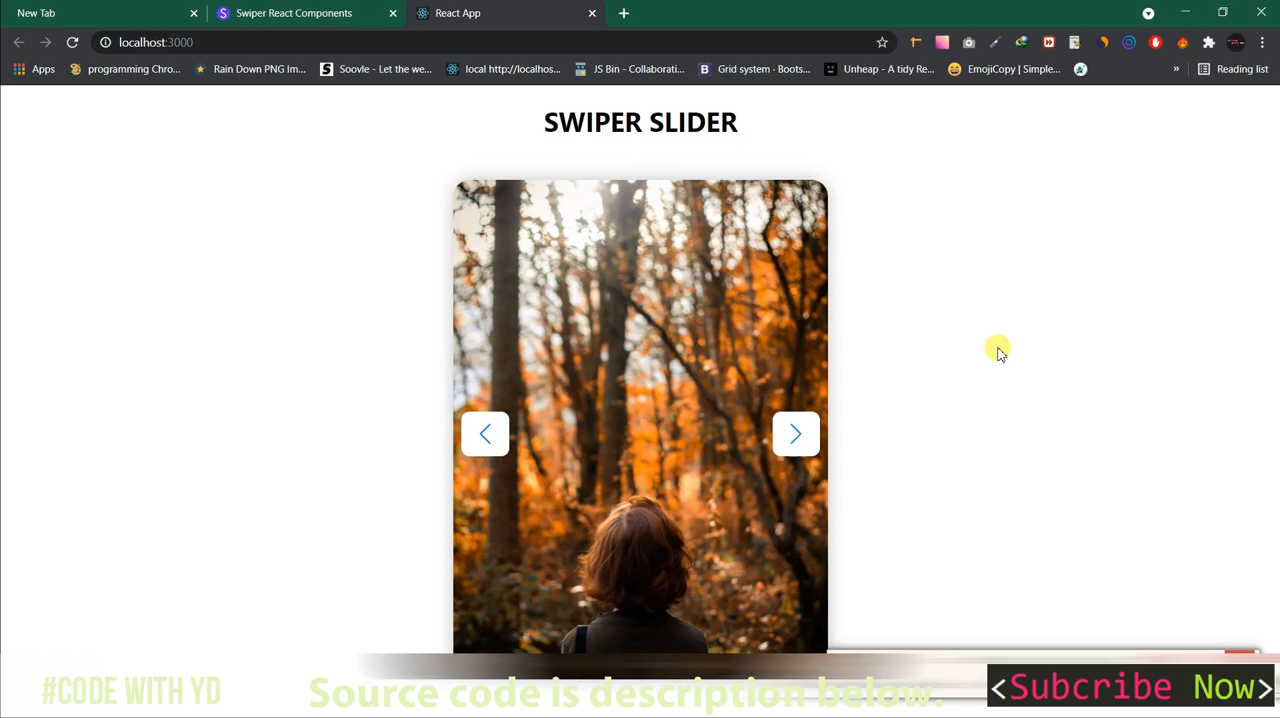 New Tab
Swiper React Components
React App
localhost:3000
Apps
programming Chro...
Rain Down PNG Im...
Soovle - Let the we...
local http://localhos...
JS Bin - Collaborati...
Grid system · Boots...
Unheap - A tidy Re...
EmojiCopy | Simple...
»
Reading list
SWIPER SLIDER
#CODE WITH Y
Source code is description below.
<Subcribe Now>